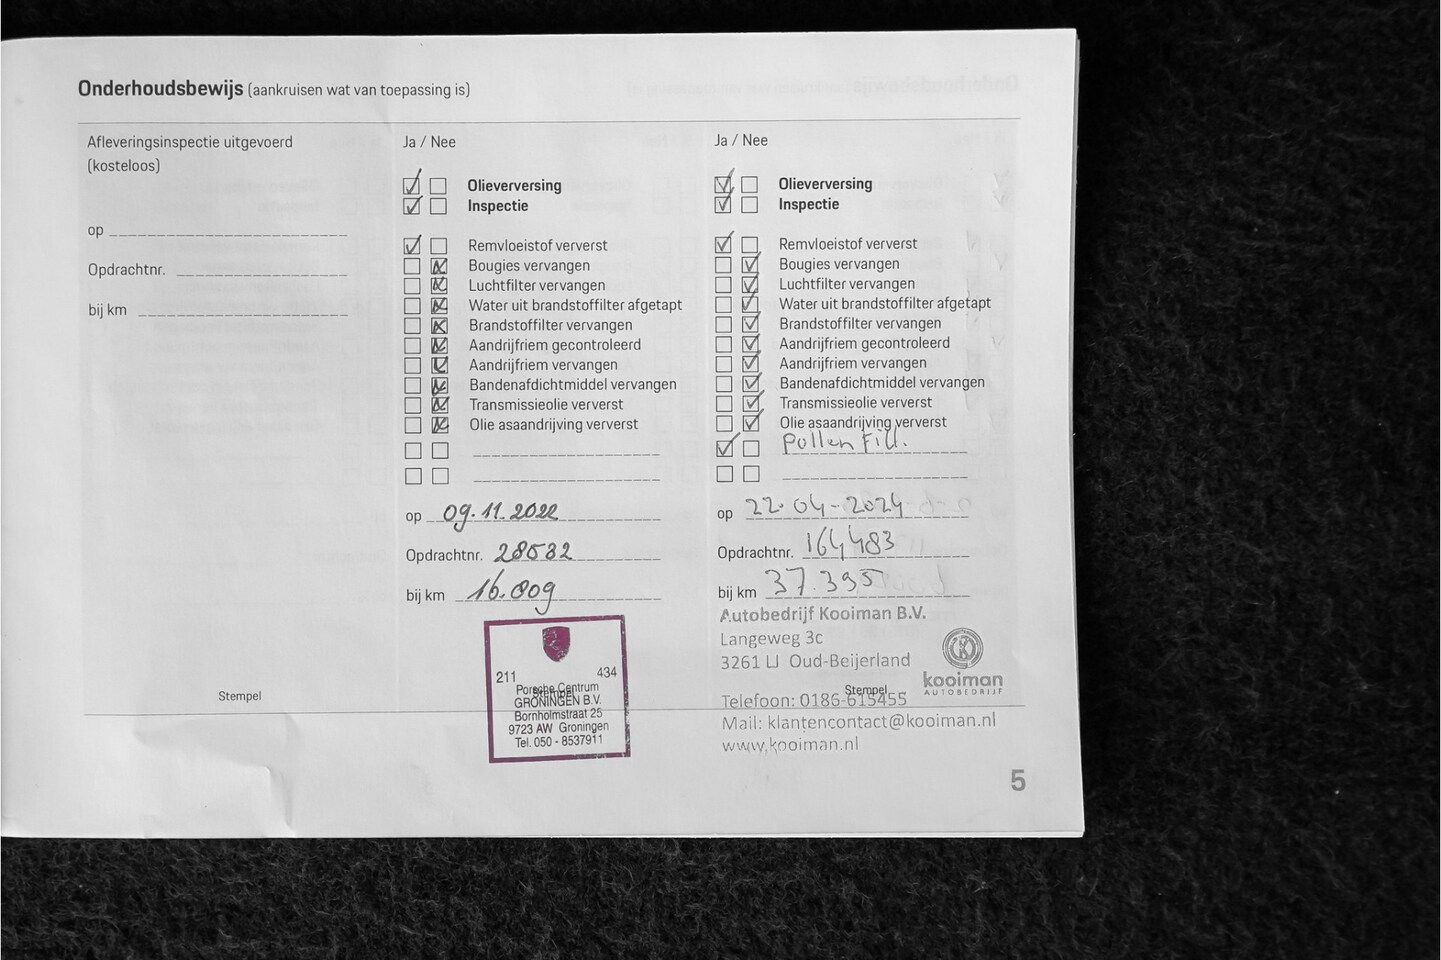 Onderhoudsbewijs (aankruisen wat van toepassing is)
Afleveringsinspectie uitgevoerd
(kosteloos)
op
Opdrachtnr.
bij km
Stempel
Ja / Nee
Olieverversing
Inspectie
Remvloeistof ververst
Bougies vervangen
Luchtfilter vervangen
Water uit brandstoffilter afgetapt
Brandstoffilter vervangen
Aandrijfriem gecontroleerd
Aandrijfriem vervangen
Bandenafdichtmiddel vervangen
Transmissieolie ververst
Olie asaandrijving ververst
op 09.11.2022
Opdrachtnr. 28532
bij km 16.009
211 434
Stempel
Porsche Centrum
GRONINGEN B.V.
Bornholmstraat 25
9723 AW Groningen
Tel. 050 - 8537911
Ja / Nee
Olieverversing
Inspectie
Remvloeistof ververst
Bougies vervangen
Luchtfilter vervangen
Water uit brandstoffilter afgetapt
Brandstoffilter vervangen
Aandrijfriem gecontroleerd
Aandrijfriem vervangen
Bandenafdichtmiddel vervangen
Transmissieolie ververst
Olie asaandrijving ververst
Pollen Filt.
op 22-04-2024
Opdrachtnr. 164483
bij km 37.395
Autobedrijf Kooiman B.V.
Langeweg 3c
3261 LJ Oud-Beijerland
kooiman
AUTOBEDRIJF
Stempel
Telefoon: 0186-615455
Mail: klantencontact@kooiman.nl
www.kooiman.nl
5